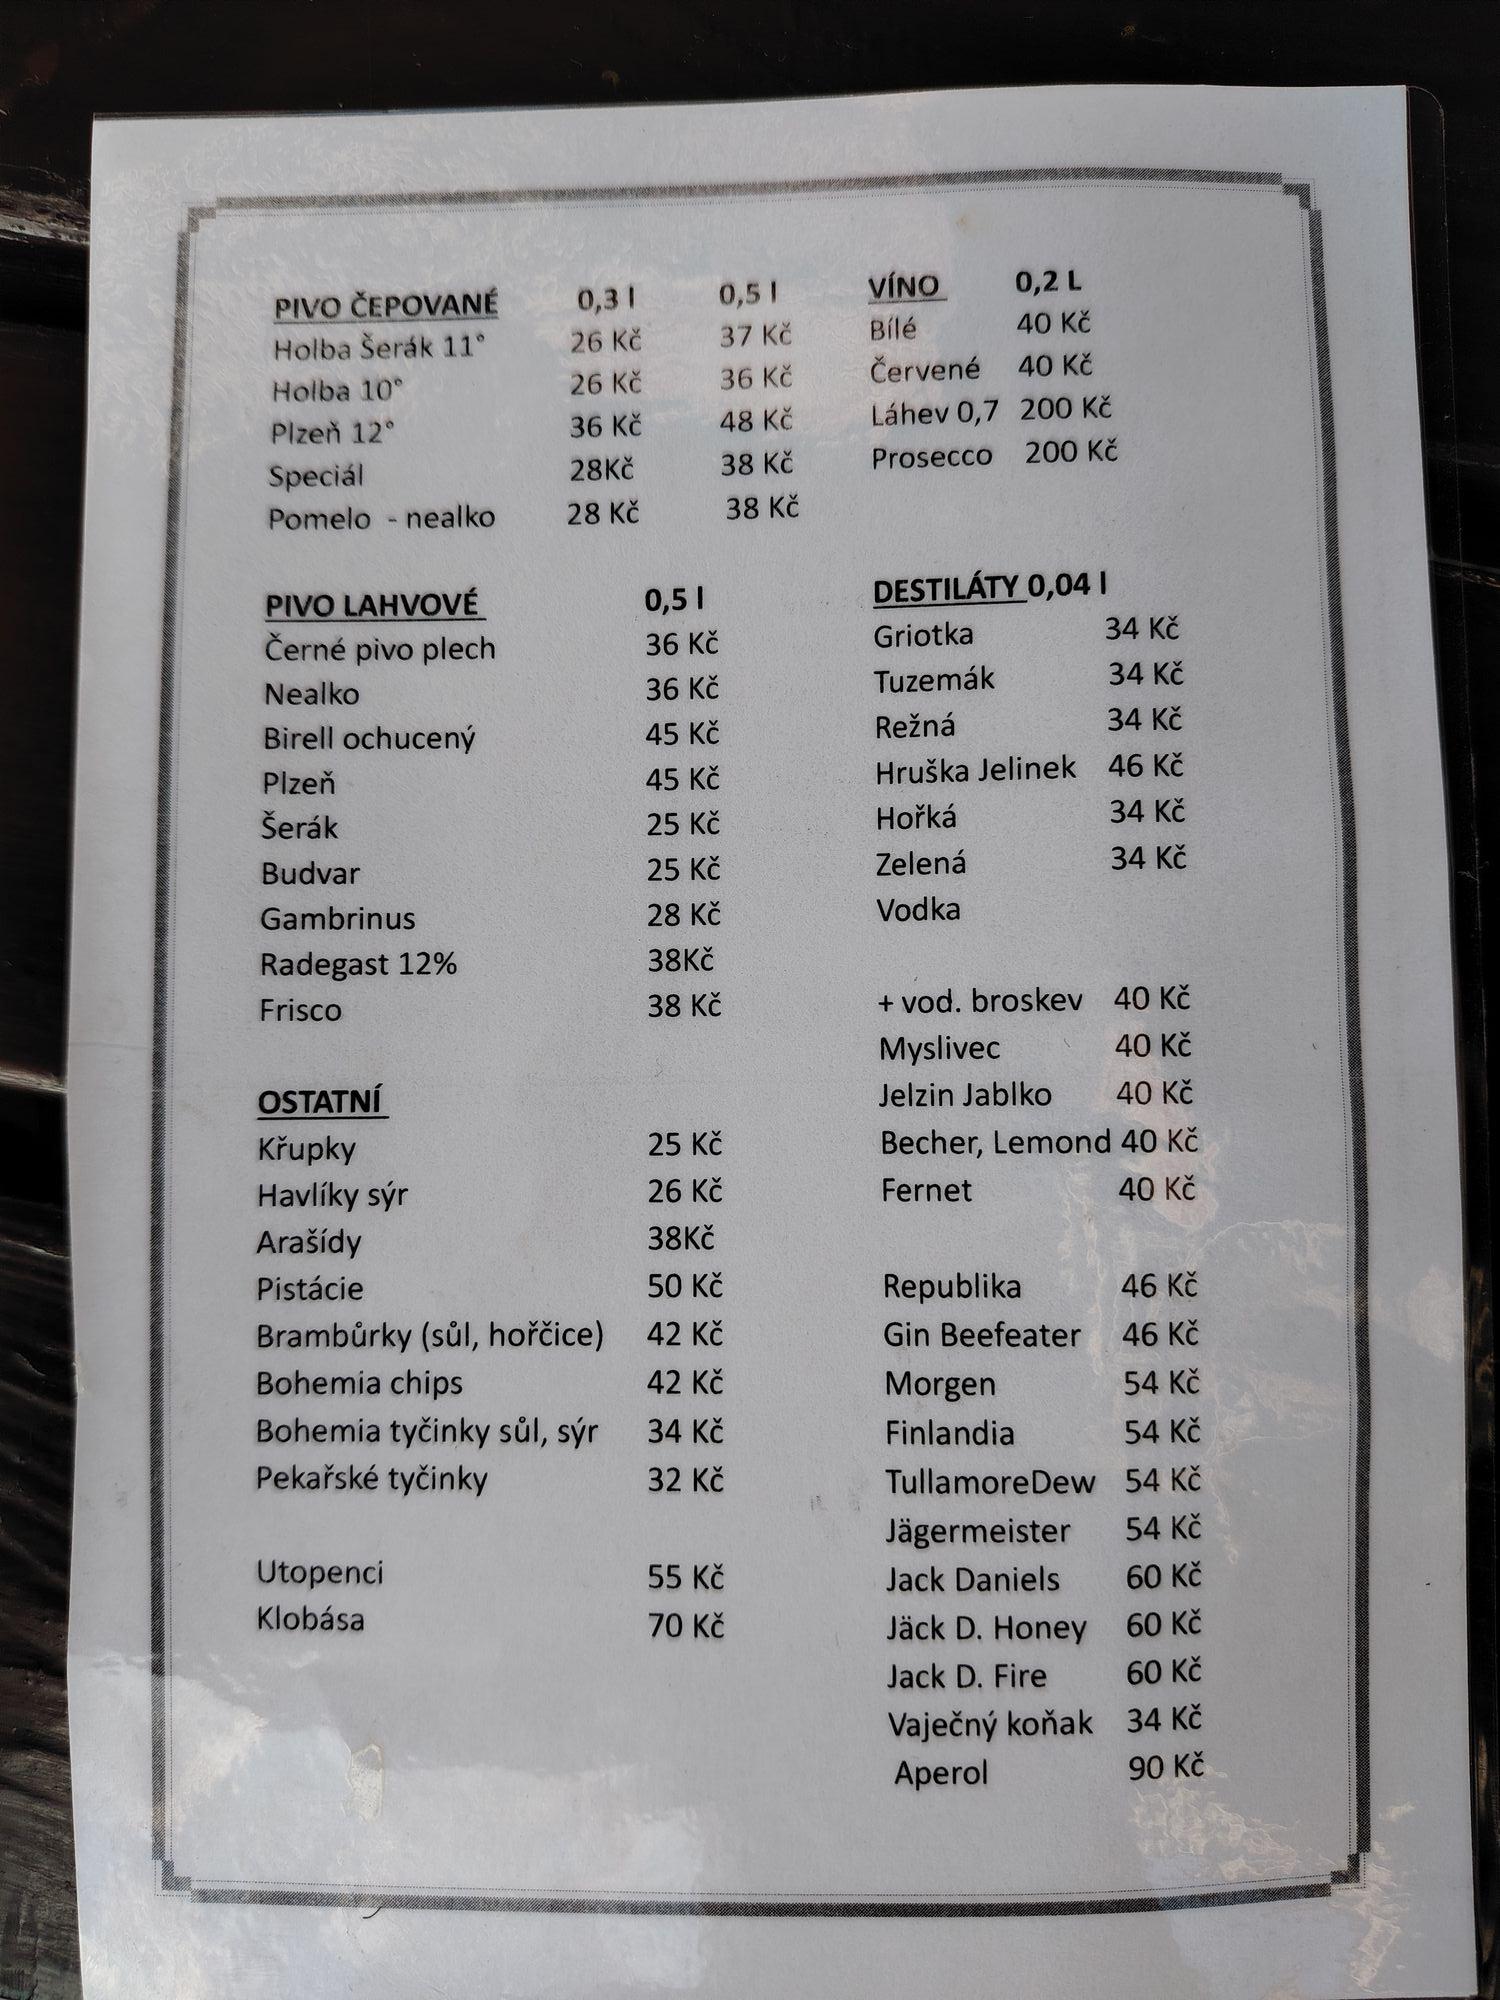 PIVO ČEPOVANÉ 0,3 l 0,5 l
Holba Šerák 11° 26 Kč 37 Kč
Holba 10° 26 Kč 36 Kč
Plzeň 12° 36 Kč 48 Kč
Speciál 28Kč 38 Kč
Pomelo - nealko 28 Kč 38 Kč
PIVO LAHVOVÉ 0,5 l
Černé pivo plech 36 Kč
Nealko 36 Kč
Birell ochucený 45 Kč
Plzeň 45 Kč
Šerák 25 Kč
Budvar 25 Kč
Gambrinus 28 Kč
Radegast 12% 38Kč
Frisco 38 Kč
OSTATNÍ
Křupky 25 Kč
Havlíky sýr 26 Kč
Arašídy 38Kč
Pistácie 50 Kč
Brambůrky (sůl, hořčice) 42 Kč
Bohemia chips 42 Kč
Bohemia tyčinky sůl, sýr 34 Kč
Pekařské tyčinky 32 Kč
Utopenci 55 Kč
Klobása 70 Kč
VÍNO 0,2 L
Bílé 40 Kč
Červené 40 Kč
Láhev 0,7 200 Kč
Prosecco 200 Kč
DESTILÁTY 0,04 l
Griotka 34 Kč
Tuzemák 34 Kč
Režná 34 Kč
Hruška Jelinek 46 Kč
Hořká 34 Kč
Zelená 34 Kč
Vodka
+ vod. broskev 40 Kč
Myslivec 40 Kč
Jelzin Jablko 40 Kč
Becher, Lemond 40 Kč
Fernet 40 Kč
Republika 46 Kč
Gin Beefeater 46 Kč
Morgen 54 Kč
Finlandia 54 Kč
TullamoreDew 54 Kč
Jägermeister 54 Kč
Jack Daniels 60 Kč
Jäck D. Honey 60 Kč
Jack D. Fire 60 Kč
Vaječný koňak 34 Kč
Aperol 90 Kč